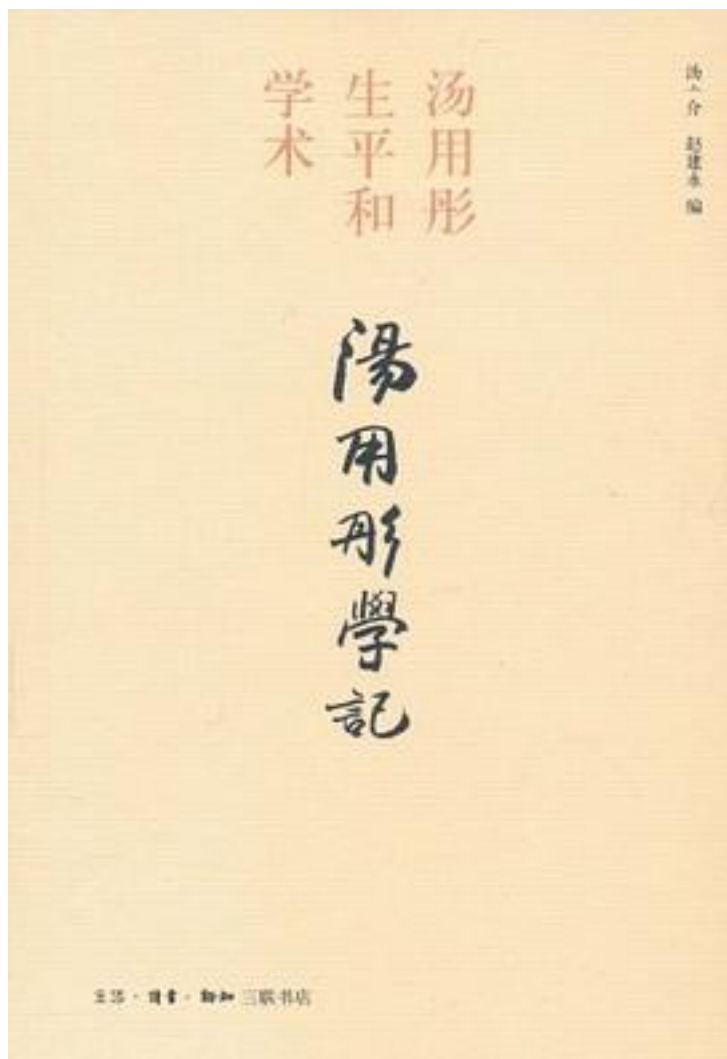 汤一介 赵建永 编
汤用彤
生平和
学术
湯用彤學記
生活·讀書·新知 三联书店